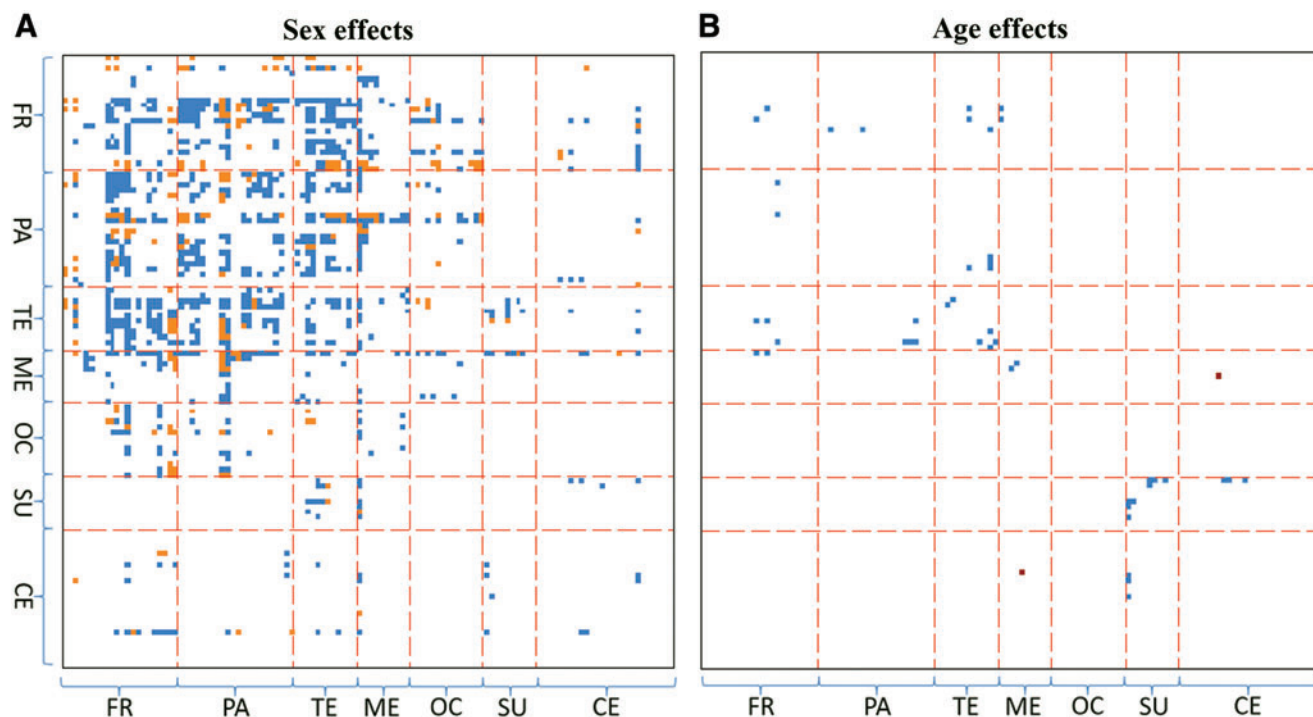 A
Sex effects
B
Age effects
FR
PA
TE
ME
OC
SU
CE
FR
PA
TE
ME
OC
SU
CE
FR
PA
TE
ME
OC
SU
CE